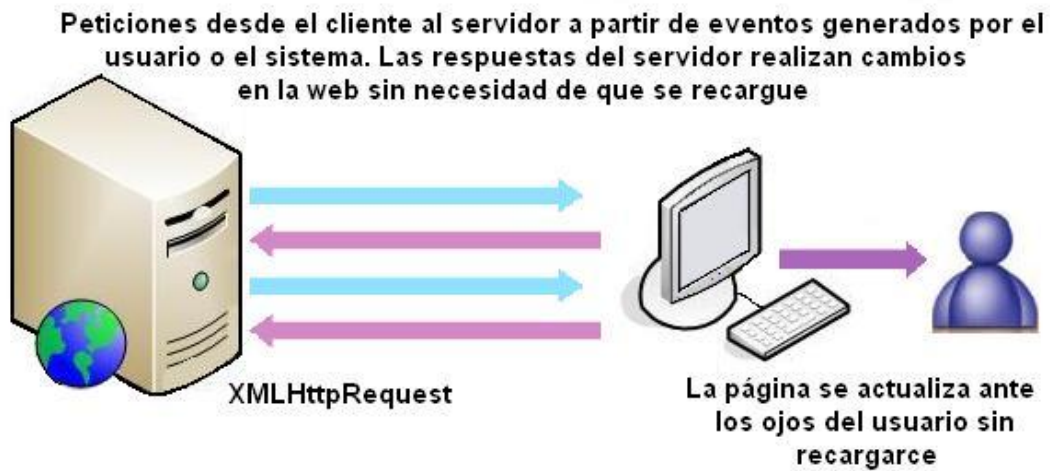 Peticiones desde el cliente al servidor a partir de eventos generados por el
usuario o el sistema. Las respuestas del servidor realizan cambios
en la web sin necesidad de que se recargue
XMLHttpRequest
La página se actualiza ante
los ojos del usuario sin
recargarce